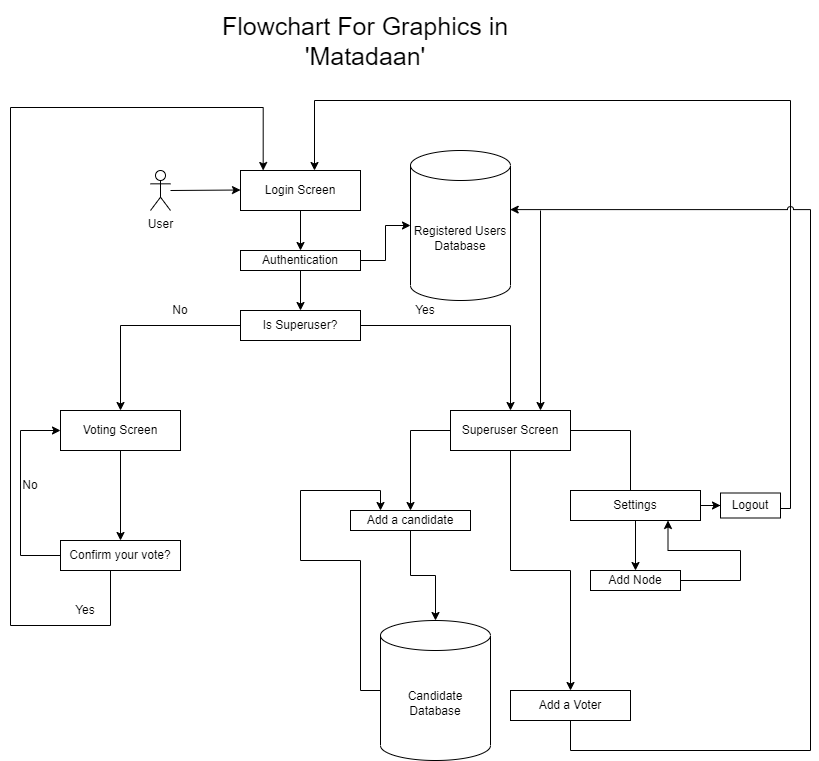 Flowchart For Graphics in
'Matadaan'
Login Screen
User
Registered Users
Database
Authentication
No
Yes
Is Superuser?
Voting Screen
Superuser Screen
No
Settings
Logout
Add a candidate
Confirm your vote?
Add Node
Yes
Candidate
Database
Add a Voter